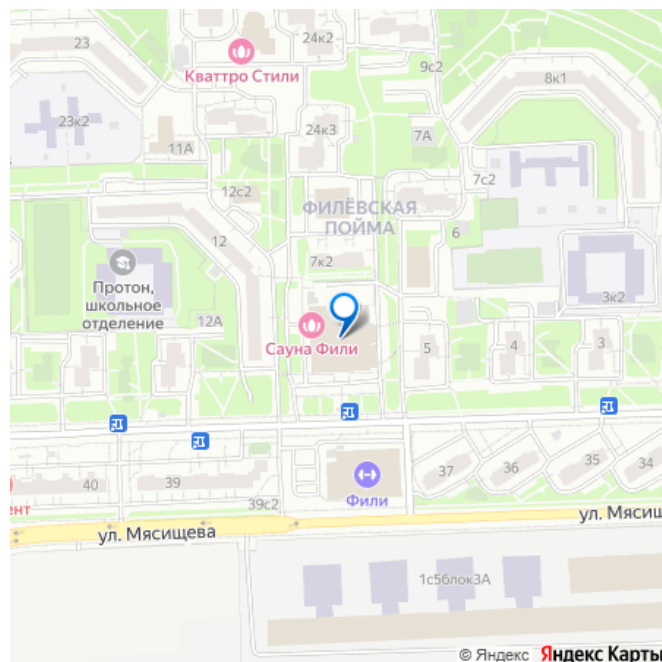 24к2
23
Кваттро Стили
9с2
8к1
23к2
24к3
7А
11А
12с2
7с2
ФИЛЁВСКАЯ
ПОЙМА
12
6
7к2
Протон,
школьное
отделение
3к2
12А
Сауна Фили
5
4
3
37
36
35
34
40
39
Фили
ент
39с2
ул. Мясищева
ул. Мясищ
1с5блок3А
© Яндекс Яндекс Карты